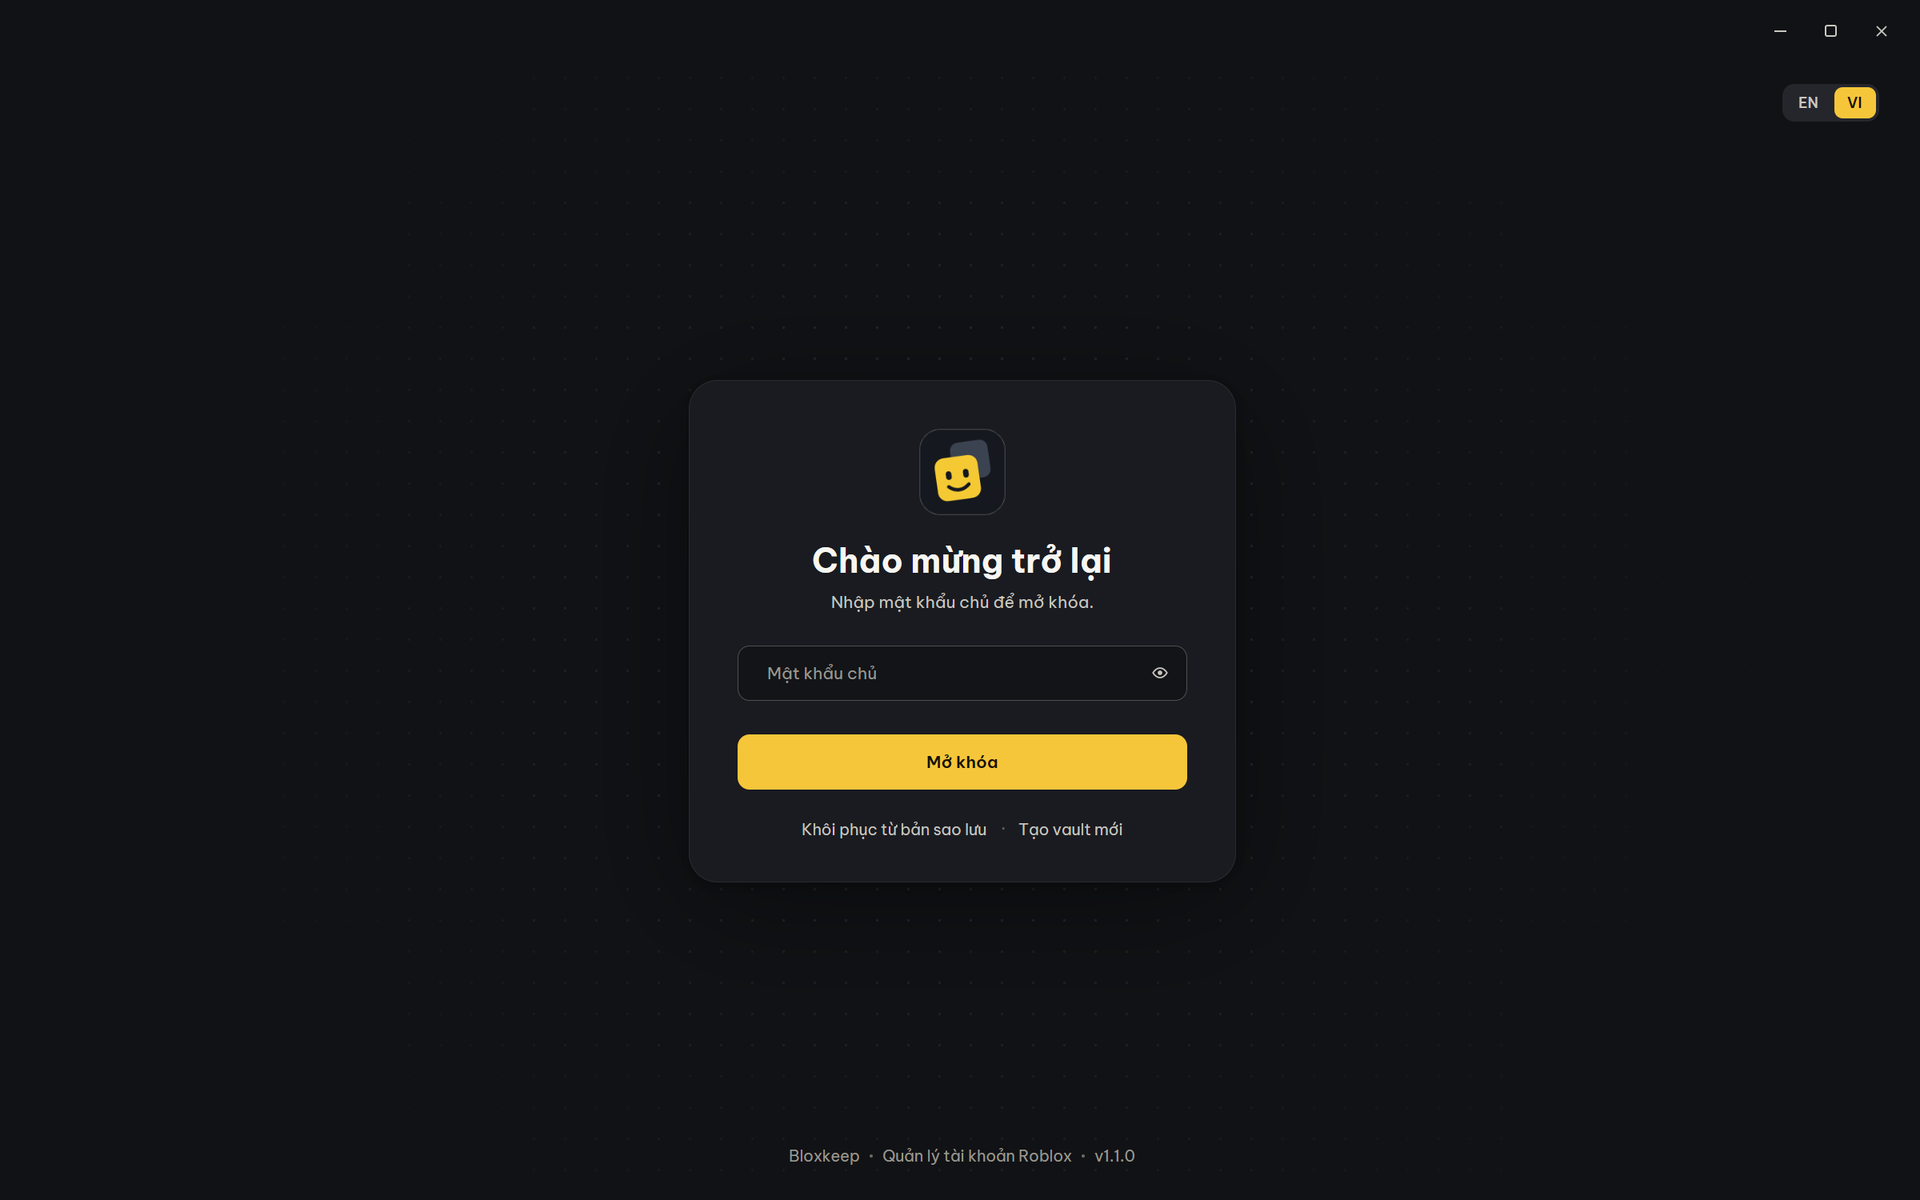 EN VI
Chào mừng trở lại
Nhập mật khẩu chủ để mở khóa.
Mật khẩu chủ
Mở khóa
Khôi phục từ bản sao lưu · Tạo vault mới
Bloxkeep • Quản lý tài khoản Roblox • v1.1.0